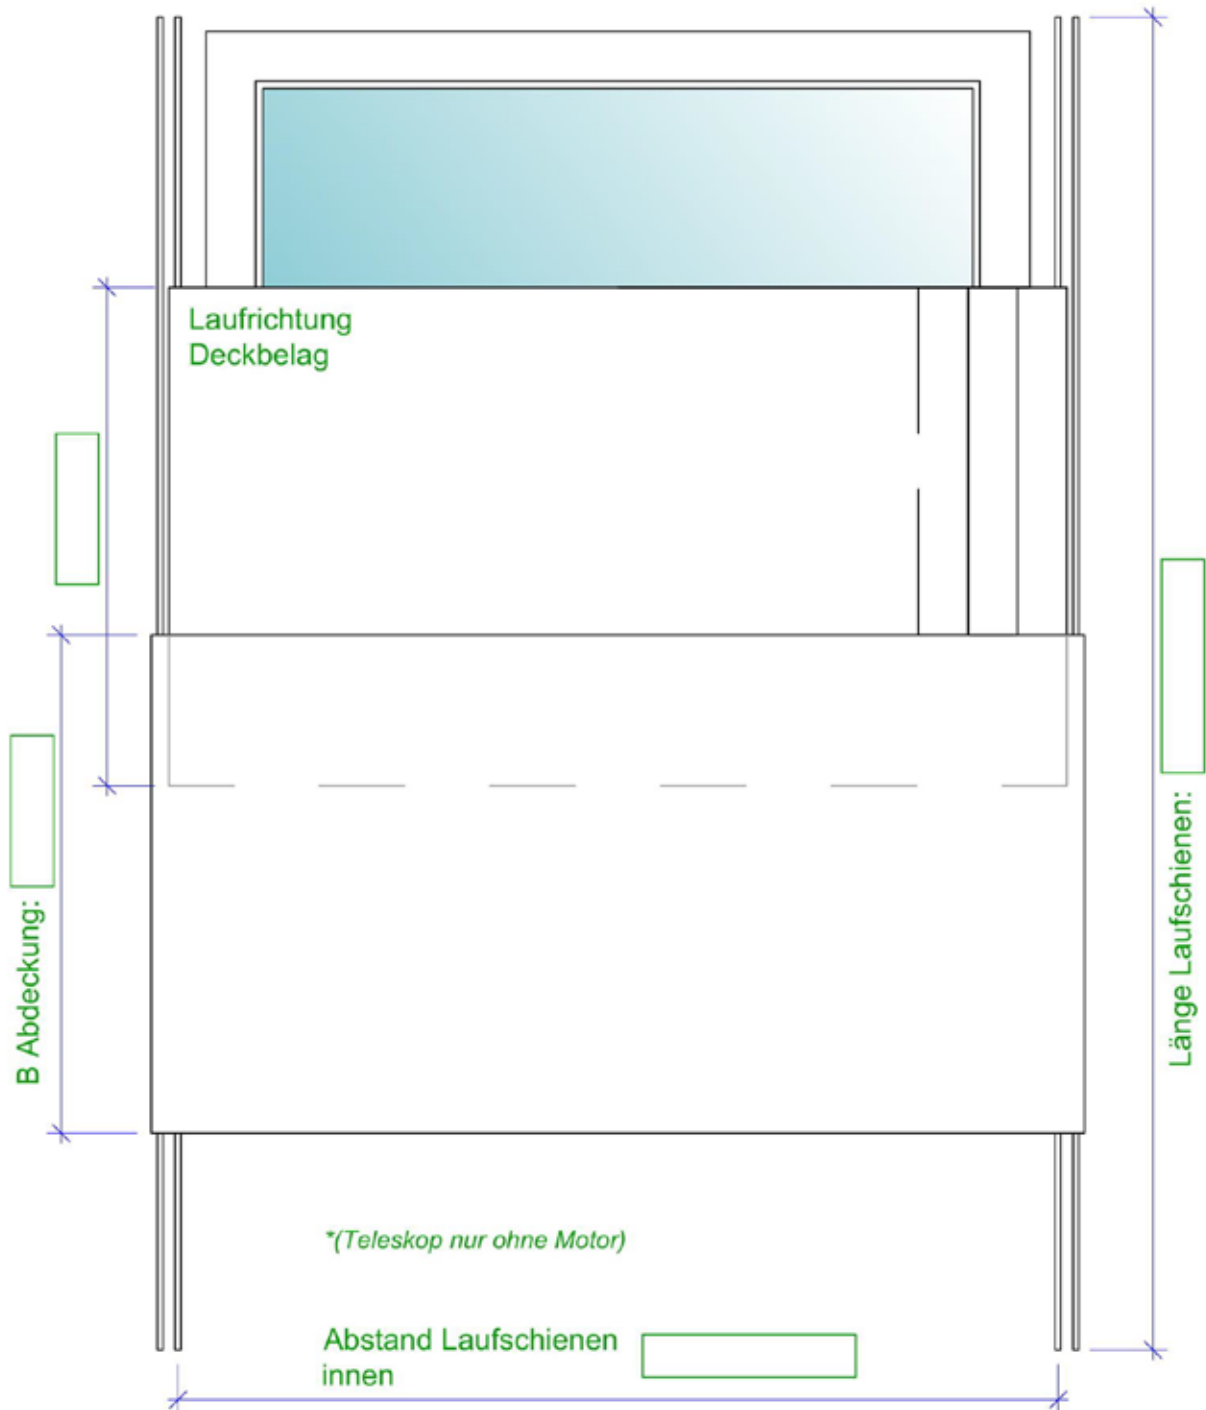 Laufrichtung
Deckbelag
B Abdeckung:
Länge Laufschienen:
*(Teleskop nur ohne Motor)
Abstand Laufschienen
innen